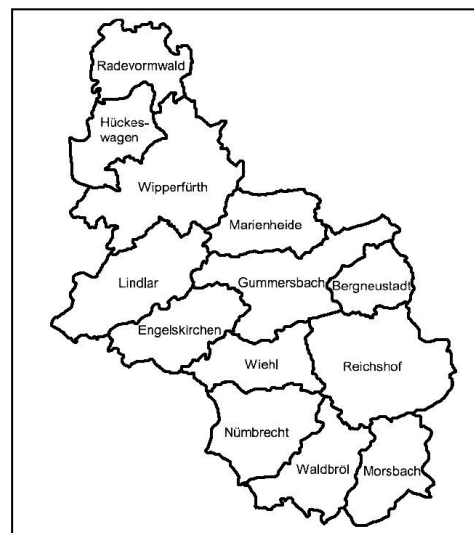 Radevormwald
Hückes-
wagen
Wipperfürth
Marienheide
Lindlar
Gummersbach
Bergneustadt
Engelskirchen
Wiehl
Reichshof
Nümbrecht
Waldbröl
Morsbach